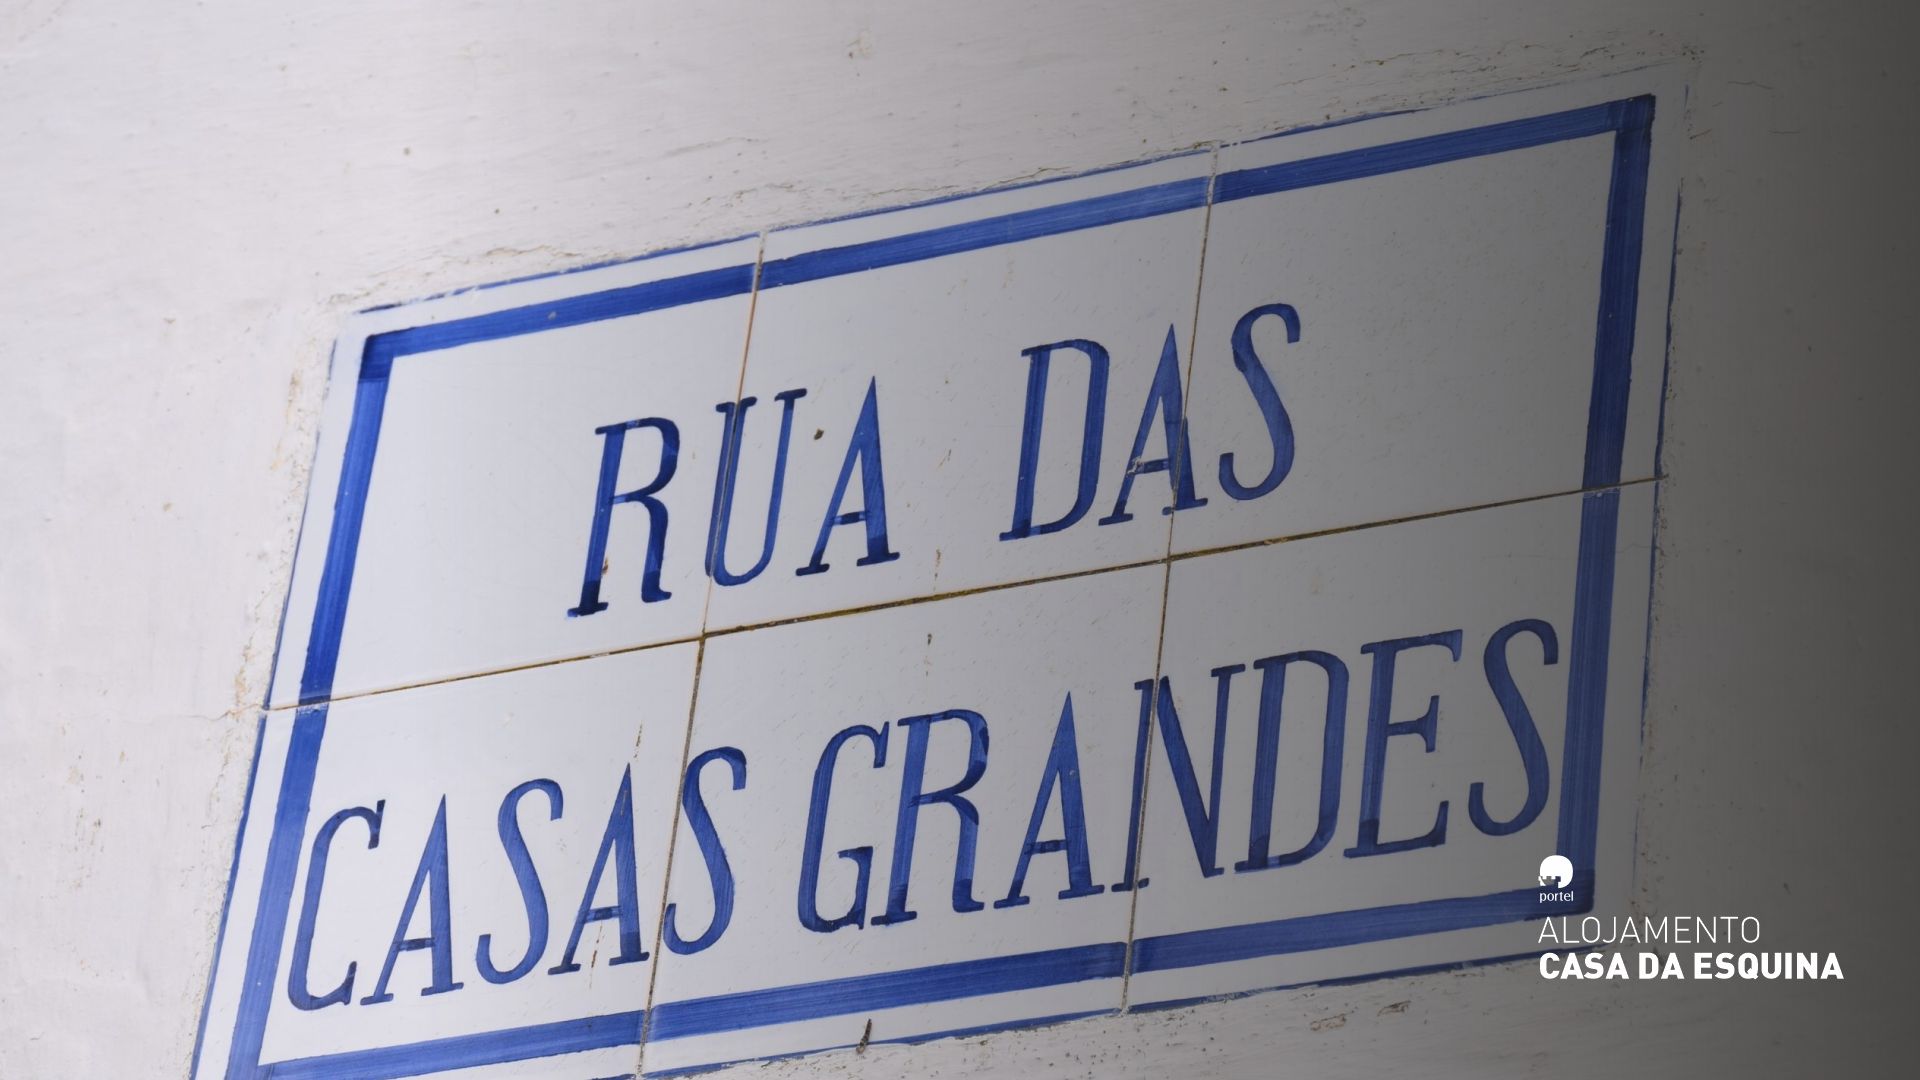 RUA DAS
CASAS GRANDES
portel
ALOJAMENTO
CASA DA ESQUINA